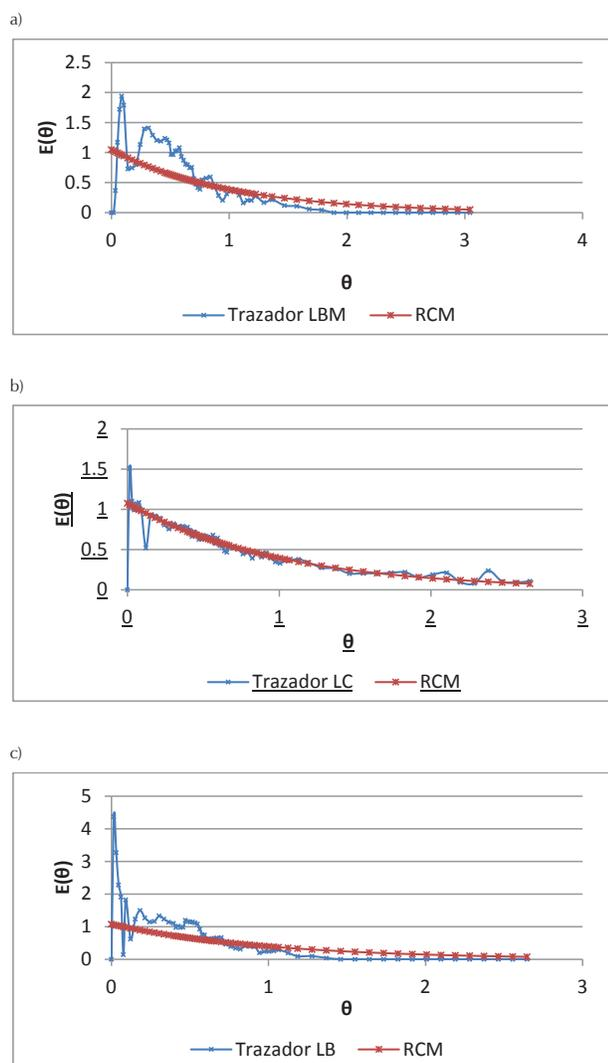 a)
2.5
2
1.5
1
0.5
0
E(θ)
0 1 2 3 4
θ
Trazador LBM RCM
b)
2
1.5
1
0.5
0
E(θ)
0 1 2 3
θ
Trazador LC RCM
c)
5
4
3
2
1
0
E(θ)
0 1 2 3
θ
Trazador LB RCM